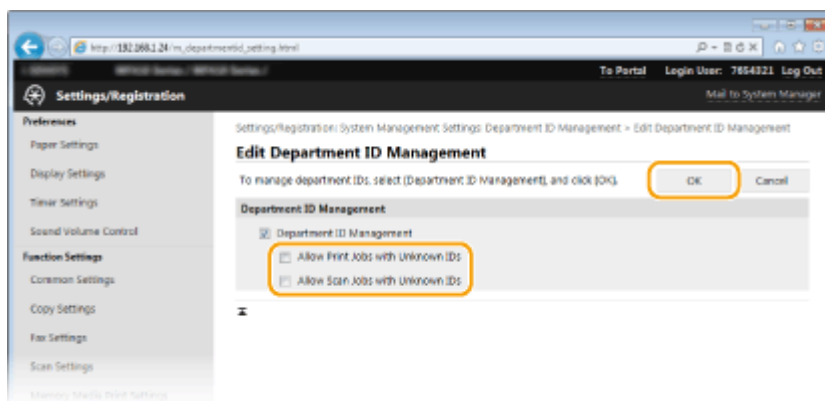 http://192.168.1.24/m_departmentid_setting.html
To Portal Login User: 7654321 Log Out
Settings/Registration
Mail to System Manager
Preferences
Paper Settings
Display Settings
Timer Settings
Sound Volume Control
Function Settings
Common Settings
Copy Settings
Fax Settings
Scan Settings
Memory Media Print Settings
Settings/Registration: System Management Settings: Department ID Management > Edit Department ID Management
Edit Department ID Management
To manage department IDs, select [Department ID Management], and click [OK].
OK
Cancel
Department ID Management
Department ID Management
Allow Print Jobs with Unknown IDs
Allow Scan Jobs with Unknown IDs